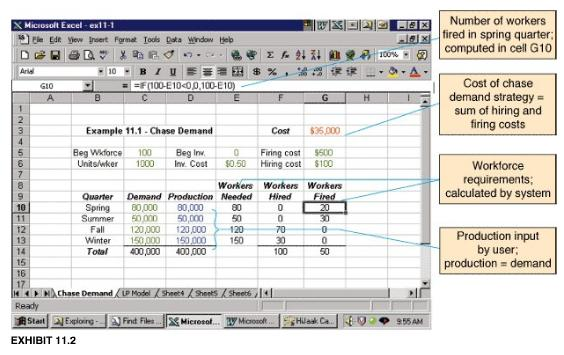 Microsoft Excel - ex11-1
File Edit View Insert Format Tools Data Window Help
100%
Arial 10 B I U $ % ,
G10 = =IF(100-E10<0,0,100-E10)
A B C D E F G H I
1
2
3 Example 11.1 - Chase Demand Cost $35,000
4
5 Beg Wkforce 100 Beg Inv. 0 Firing cost $500
6 Units/wker 1000 Inv. Cost $0.50 Hiring cost $100
7
8 Workers Workers Workers
9 Quarter Demand Production Needed Hired Fired
10 Spring 80,000 80,000 80 0 20
11 Summer 50,000 50,000 50 0 30
12 Fall 120,000 120,000 120 70 0
13 Winter 150,000 150,000 150 30 0
14 Total 400,000 400,000 100 50
15
16
17
Chase Demand / LP Model / Sheet4 / Sheet5 / Sheet6 /
Ready
Start Exploring - ... Find: Files ... Microsof... Microsoft ... HiJaak Ca... 9:55 AM
Number of workers
fired in spring quarter;
computed in cell G10
Cost of chase
demand strategy =
sum of hiring and
firing costs
Workforce
requirements;
calculated by system
Production input
by user;
production = demand
EXHIBIT 11.2